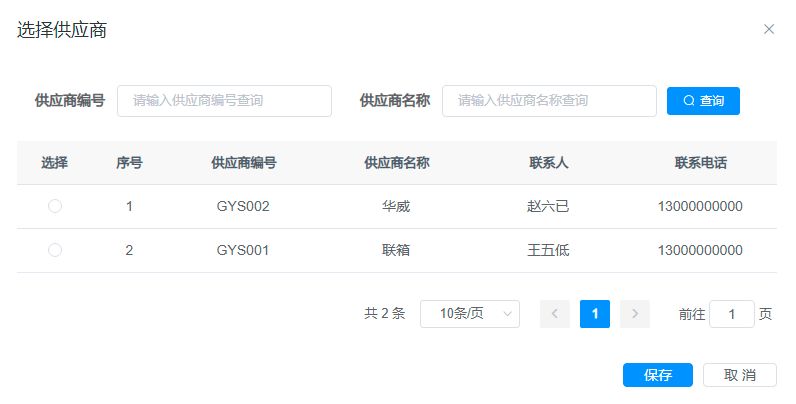 选择供应商
供应商编号 请输入供应商编号查询 供应商名称 请输入供应商名称查询 查询
选择 序号 供应商编号 供应商名称 联系人 联系电话
1 GYS002 华威 赵六已 13000000000
2 GYS001 联箱 王五低 13000000000
共 2 条 10条/页 1 前往 1 页
保存 取 消